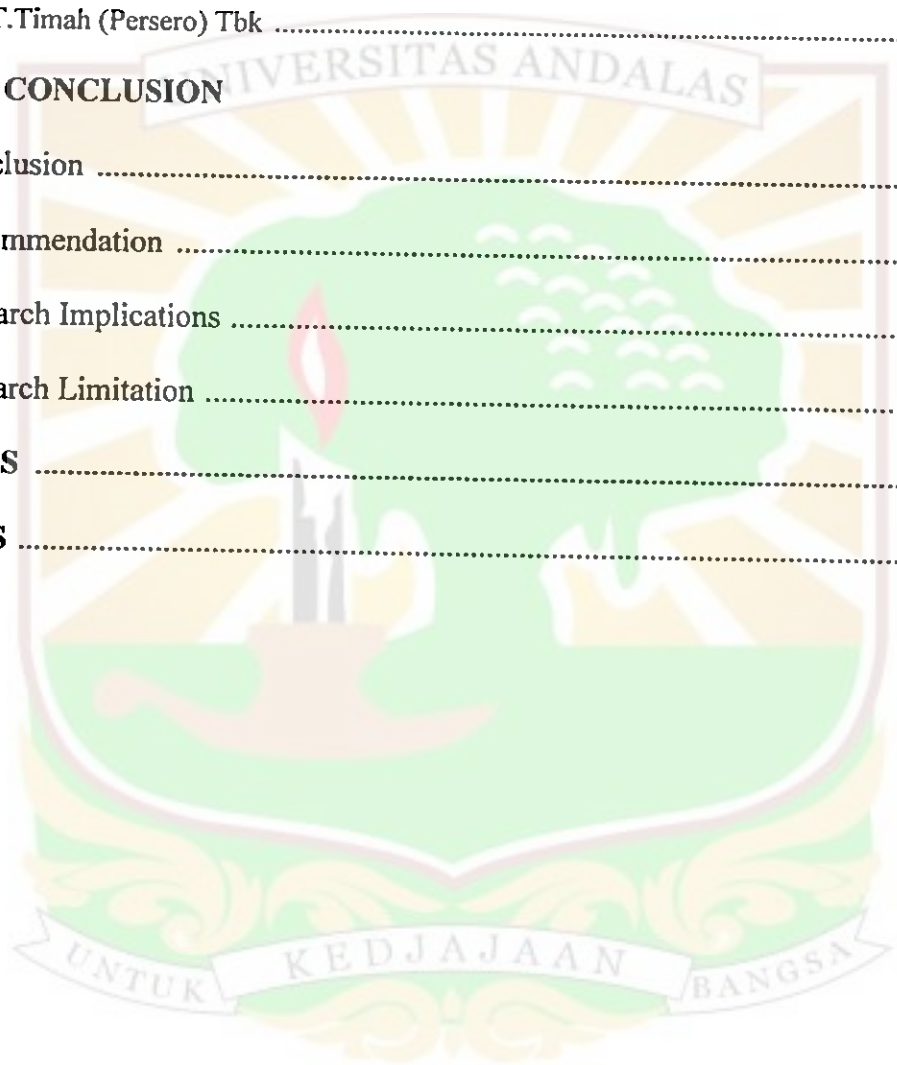 T.Timah (Persero) Tbk ................................................................
UNIVERSITAS ANDALAS
CONCLUSION
clusion ................................................................
mmendation ................................................................
arch Implications ................................................................
arch Limitation ................................................................
S ................................................................
S ................................................................
UNTUK KEDJAJAAN BANGSA